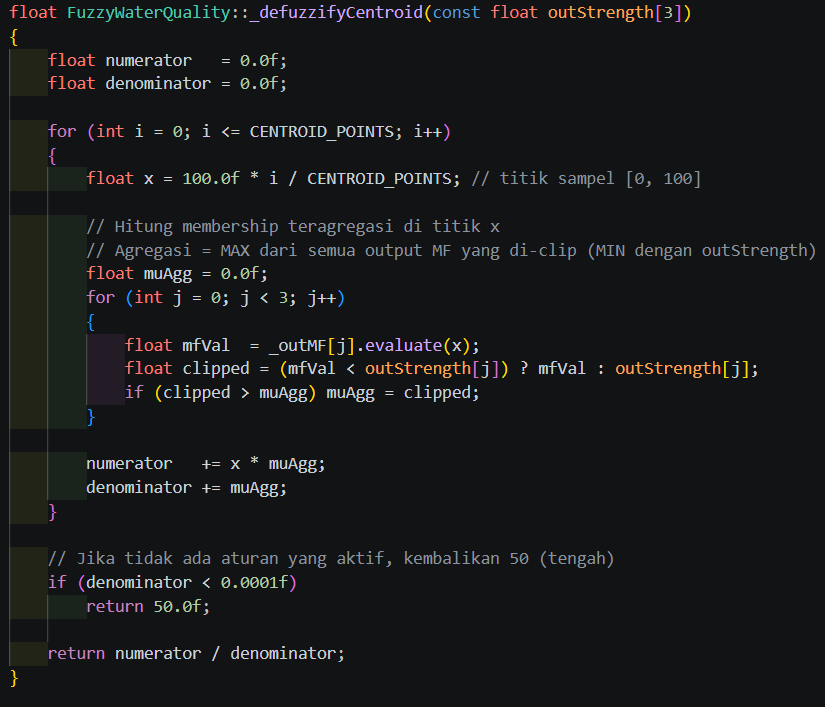 float FuzzyWaterQuality::_defuzzifyCentroid(const float outStrength[3])
{
    float numerator   = 0.0f;
    float denominator = 0.0f;

    for (int i = 0; i <= CENTROID_POINTS; i++)
    {
        float x = 100.0f * i / CENTROID_POINTS; // titik sampel [0, 100]

        // Hitung membership teragregasi di titik x
        // Agregasi = MAX dari semua output MF yang di-clip (MIN dengan outStrength)
        float muAgg = 0.0f;
        for (int j = 0; j < 3; j++)
        {
            float mfVal  = _outMF[j].evaluate(x);
            float clipped = (mfVal < outStrength[j]) ? mfVal : outStrength[j];
            if (clipped > muAgg) muAgg = clipped;
        }

        numerator   += x * muAgg;
        denominator += muAgg;
    }

    // Jika tidak ada aturan yang aktif, kembalikan 50 (tengah)
    if (denominator < 0.0001f)
        return 50.0f;

    return numerator / denominator;
}